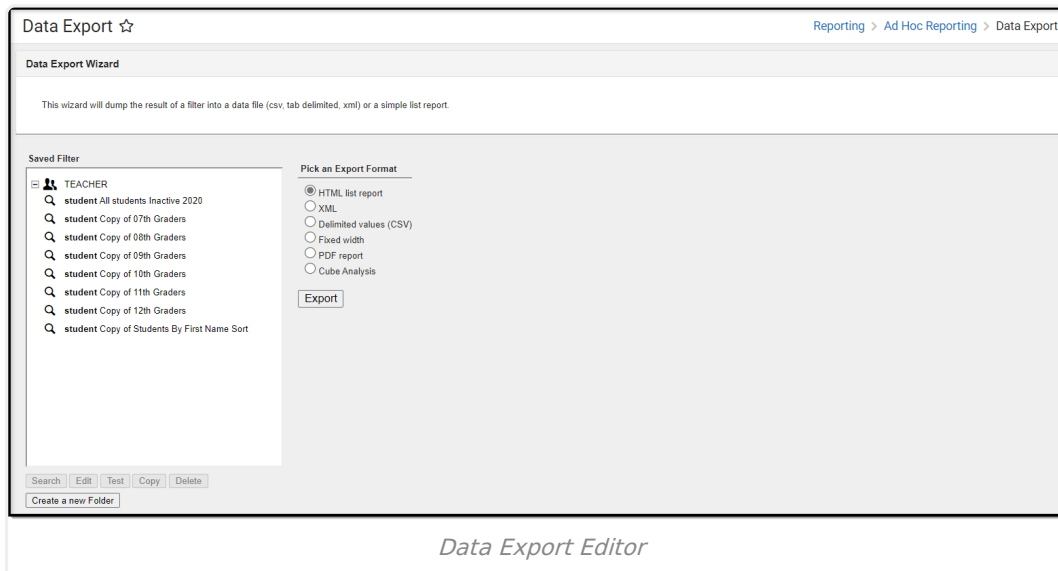 Data Export
Reporting > Ad Hoc Reporting > Data Export
Data Export Wizard
This wizard will dump the result of a filter into a data file (csv, tab delimited, xml) or a simple list report.
Saved Filter
TEACHER
student All students Inactive 2020
student Copy of 07th Graders
student Copy of 08th Graders
student Copy of 09th Graders
student Copy of 10th Graders
student Copy of 11th Graders
student Copy of 12th Graders
student Copy of Students By First Name Sort
Search Edit Test Copy Delete
Create a new Folder
Pick an Export Format
HTML list report
XML
Delimited values (CSV)
Fixed width
PDF report
Cube Analysis
Export
Data Export Editor